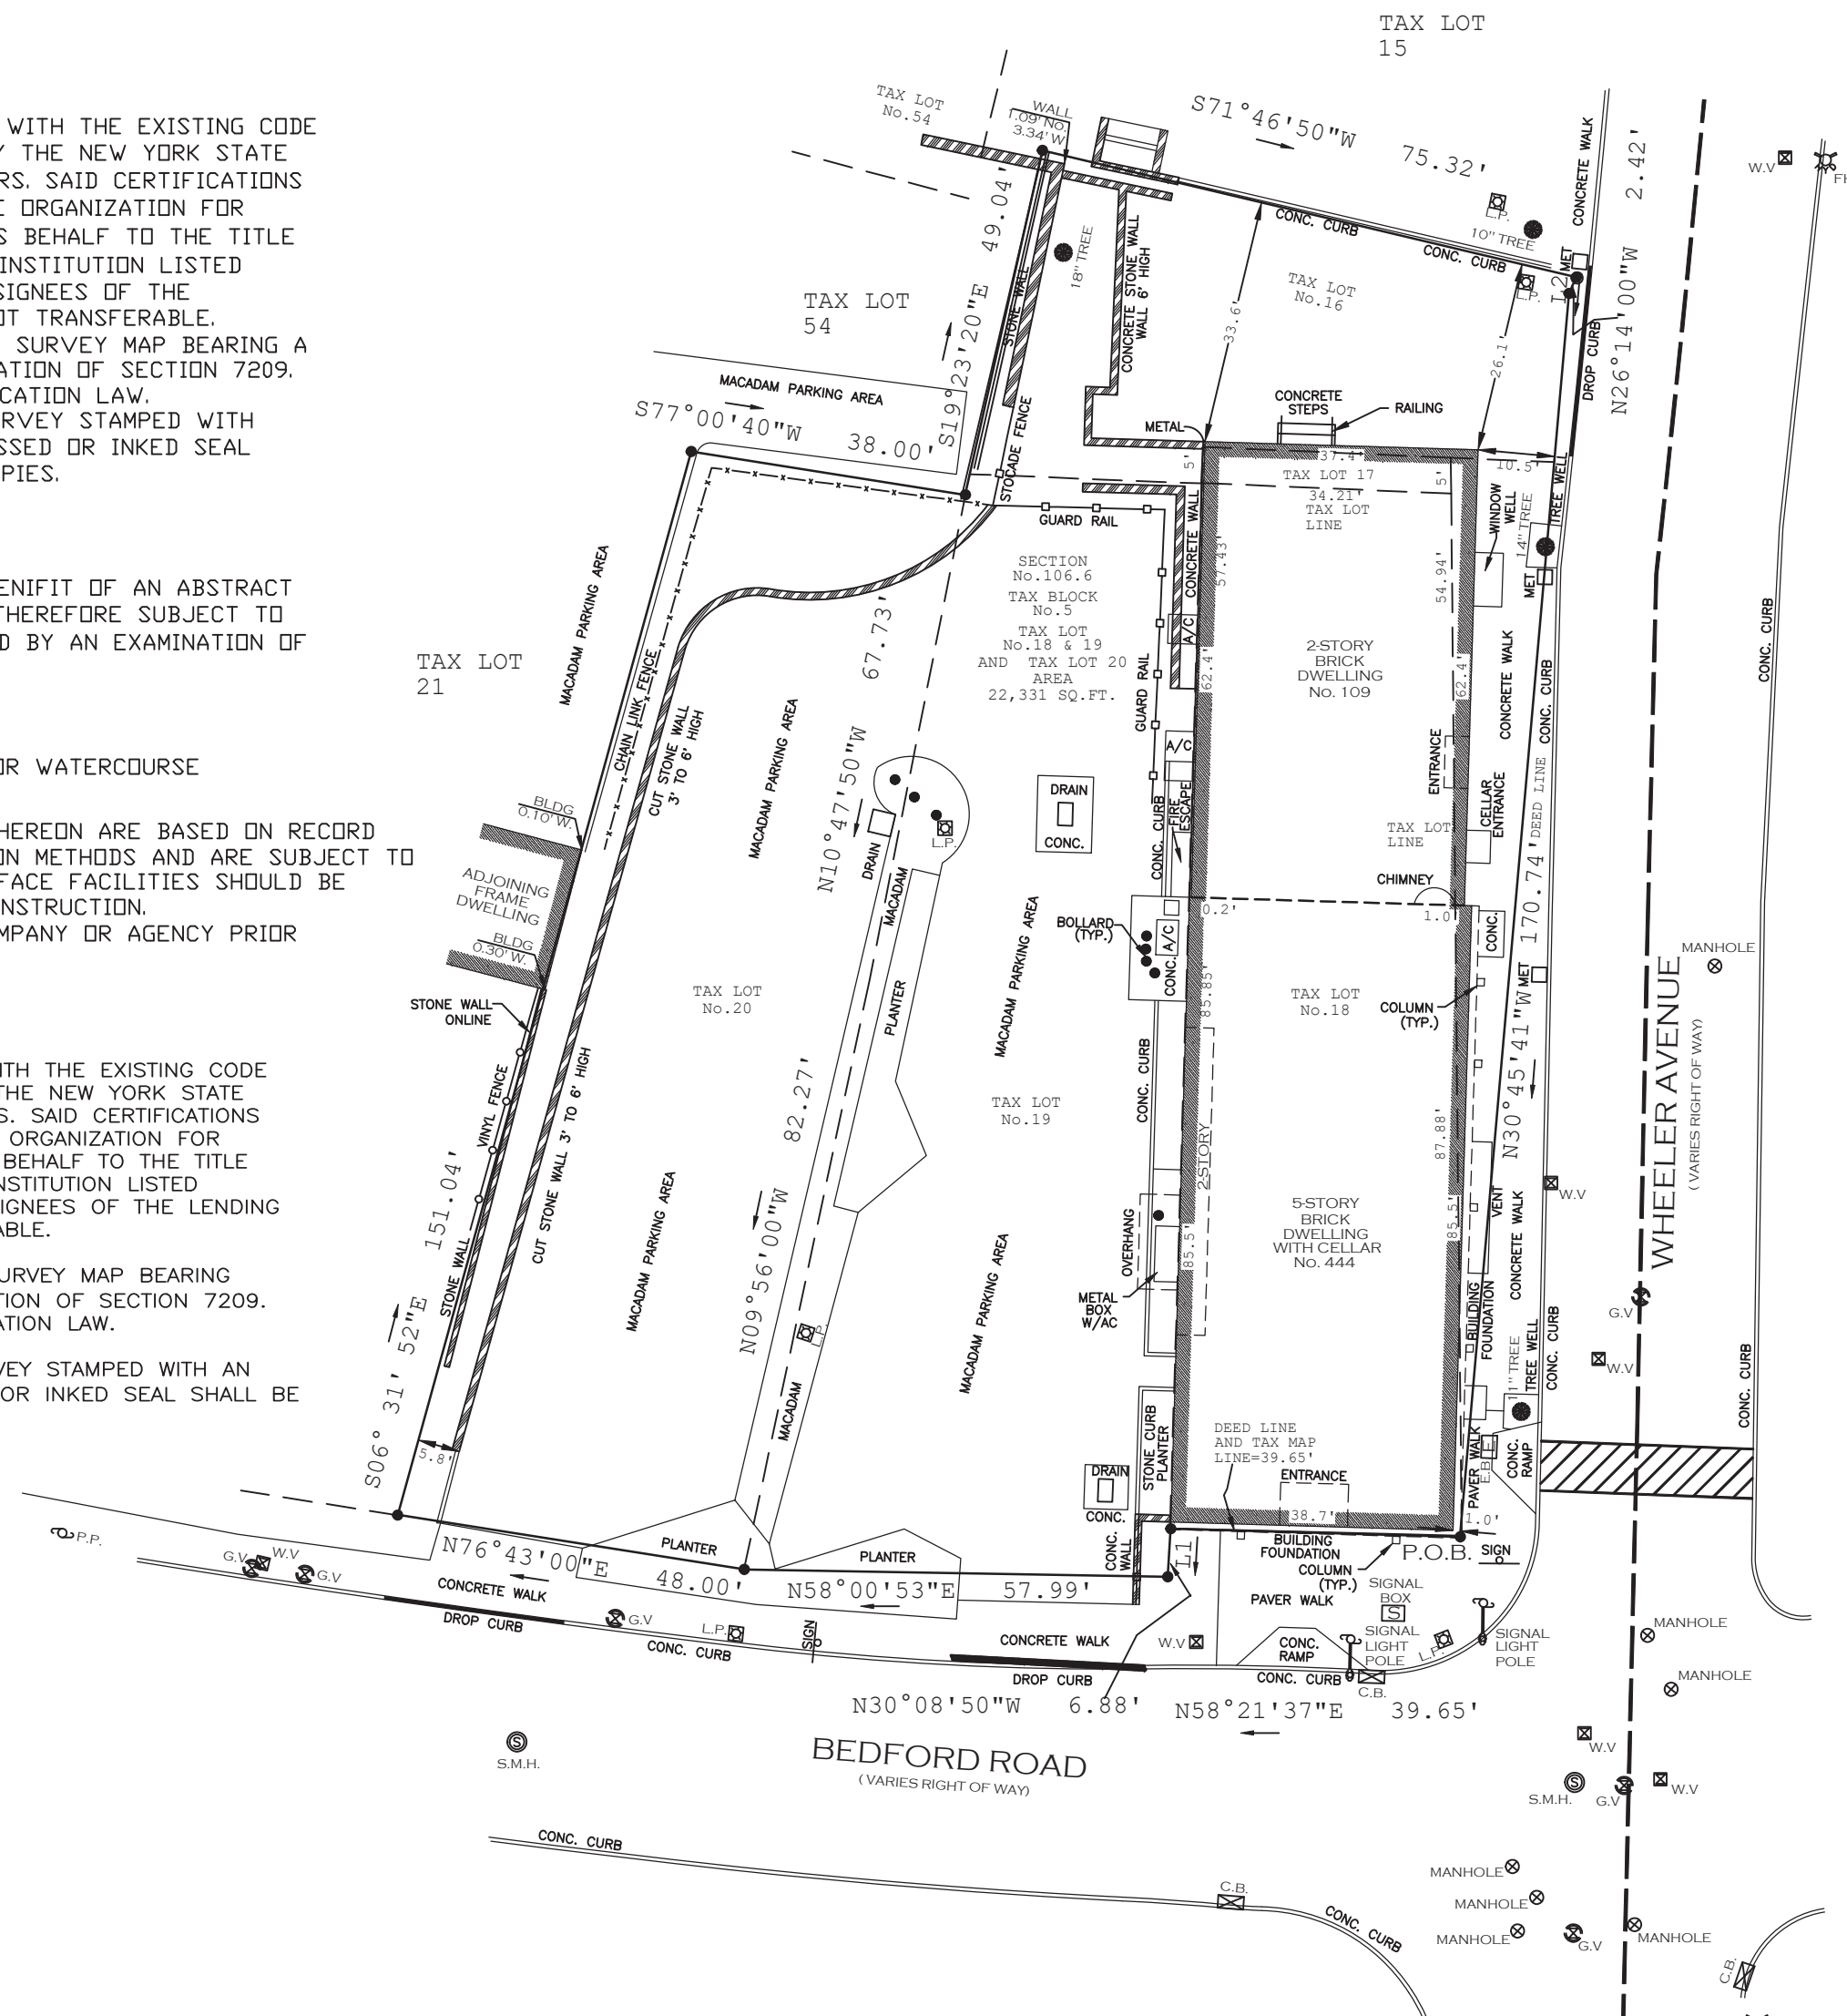 WITH THE EXISTING CODE
Y THE NEW YORK STATE
RS. SAID CERTIFICATIONS
E ORGANIZATION FOR
S BEHALF TO THE TITLE
INSTITUTION LISTED
SIGNEES OF THE
OT TRANSFERABLE.
SURVEY MAP BEARING A
ATION OF SECTION 7209.
CATION LAW.
RVEY STAMPED WITH
SSED OR INKED SEAL
PIES.
ENIFIT OF AN ABSTRACT
THEREFORE SUBJECT TO
D BY AN EXAMINATION OF
OR WATERCOURSE
HEREON ARE BASED ON RECORD
ON METHODS AND ARE SUBJECT TO
FACE FACILITIES SHOULD BE
NSTRUCTION.
MPANY OR AGENCY PRIOR
ITH THE EXISTING CODE
THE NEW YORK STATE
S. SAID CERTIFICATIONS
ORGANIZATION FOR
BEHALF TO THE TITLE
NSTITUTION LISTED
IGNEES OF THE LENDING
ABLE.
URVEY MAP BEARING
TION OF SECTION 7209.
ATION LAW.
VEY STAMPED WITH AN
OR INKED SEAL SHALL BE
TAX LOT
15
TAX LOT
No.54
WALL
1.09' No.
3.34' W.
S71°46'50"W 75.32'
L.P.
10" TREE
CONCRETE WALK
2.42'
N26°14'00"W
W.V
FH
MET
L2
L.P.
DROP CURB
CONC. CURB
CONC. CURB
TAX LOT
No.16
33.6'
26.1'
18" TREE
CONCRETE STONE WALL
WALL 6' HIGH
STONE WALL
49.04'
S19°23'20"E
TAX LOT
54
MACADAM PARKING AREA
S77°00'40"W 38.00'
STOCADE FENCE
METAL
CONCRETE
STEPS
RAILING
37.4'
TAX LOT 17
34.21'
TAX LOT
LINE
5'
5'
10.5'
WINDOW
WELL
14" TREE
TREE WELL
MET
GUARD RAIL
CONCRETE WALL
57.43'
54.94'
SECTION
No.106.6
TAX BLOCK
No.5
TAX LOT
No.18 & 19
AND TAX LOT 20
AREA
22,331 SQ.FT.
A/C
62.4'
62.4'
2-STORY
BRICK
DWELLING
No. 109
CONCRETE WALK
CONC. CURB
CONC. CURB
TAX LOT
21
MACADAM PARKING AREA
CHAIN LINK FENCE
CUT STONE WALL
3' TO 6' HIGH
MACADAM PARKING AREA
67.73'
N10°47'50"W
GUARD RAIL
A/C
FIRE
ESCAPE
CONC. CURB
ENTRANCE
CELLAR
ENTRANCE
TAX LOT
LINE
CHIMNEY
170.74' DEED LINE
BLDG
0.10' W.
ADJOINING
FRAME
DWELLING
BLDG
0.30' W.
DRAIN
L.P.
MACADAM
DRAIN
CONC.
BOLLARD
(TYP.)
A/C
CONC.
0.2'
1.0'
CONC.
MET
MANHOLE
STONE WALL
ONLINE
TAX LOT
No.20
PLANTER
MACADAM PARKING AREA
TAX LOT
No.19
85.85'
TAX LOT
No.18
COLUMN
(TYP.)
N30°45'41"W
WHEELER AVENUE
( VARIES RIGHT OF WAY)
VINYL FENCE
CUT STONE WALL 3' TO 6' HIGH
82.27'
N09°56'00"W
CONC. CURB
2-STORY
87.88'
85.5'
85.5'
VENT
CONCRETE WALK
W.V
151.04'
S06° 31' 52"E
STONE WALL
MACADAM PARKING AREA
MACADAM PARKING AREA
L.P.
OVERHANG
METAL
BOX
W/AC
5-STORY
BRICK
DWELLING
WITH CELLAR
No. 444
BUILDING
FOUNDATION
11" TREE
TREE WELL
CONC. CURB
G.V
W.V
CONC. CURB
5.8'
MACADAM
STONE CURB
PLANTER
DEED LINE
AND TAX MAP
LINE=39.65'
ENTRANCE
38.7'
PAVER WALK
CONC.
RAMP
1.0'
DRAIN
CONC.
CONC.
WALL
L1
BUILDING
FOUNDATION
COLUMN
(TYP.)
P.O.B.
SIGN
P.P.
G.V
W.V
G.V
N76°43'00"E 48.00'
PLANTER
PLANTER
N58°00'53"E 57.99'
CONCRETE WALK
DROP CURB
G.V
CONC. CURB
L.P.
SIGN
CONCRETE WALK
DROP CURB
W.V
PAVER WALK
SIGNAL
BOX
S
SIGNAL
LIGHT
POLE
CONC.
RAMP
CONC. CURB
C.B.
L.P.
SIGNAL
LIGHT
POLE
MANHOLE
MANHOLE
N30°08'50"W 6.88'
N58°21'37"E 39.65'
S
S.M.H.
BEDFORD ROAD
( VARIES RIGHT OF WAY)
W.V
S
S.M.H.
G.V
W.V
CONC. CURB
C.B.
CONC. CURB
MANHOLE
MANHOLE
MANHOLE
G.V
MANHOLE
C.B.